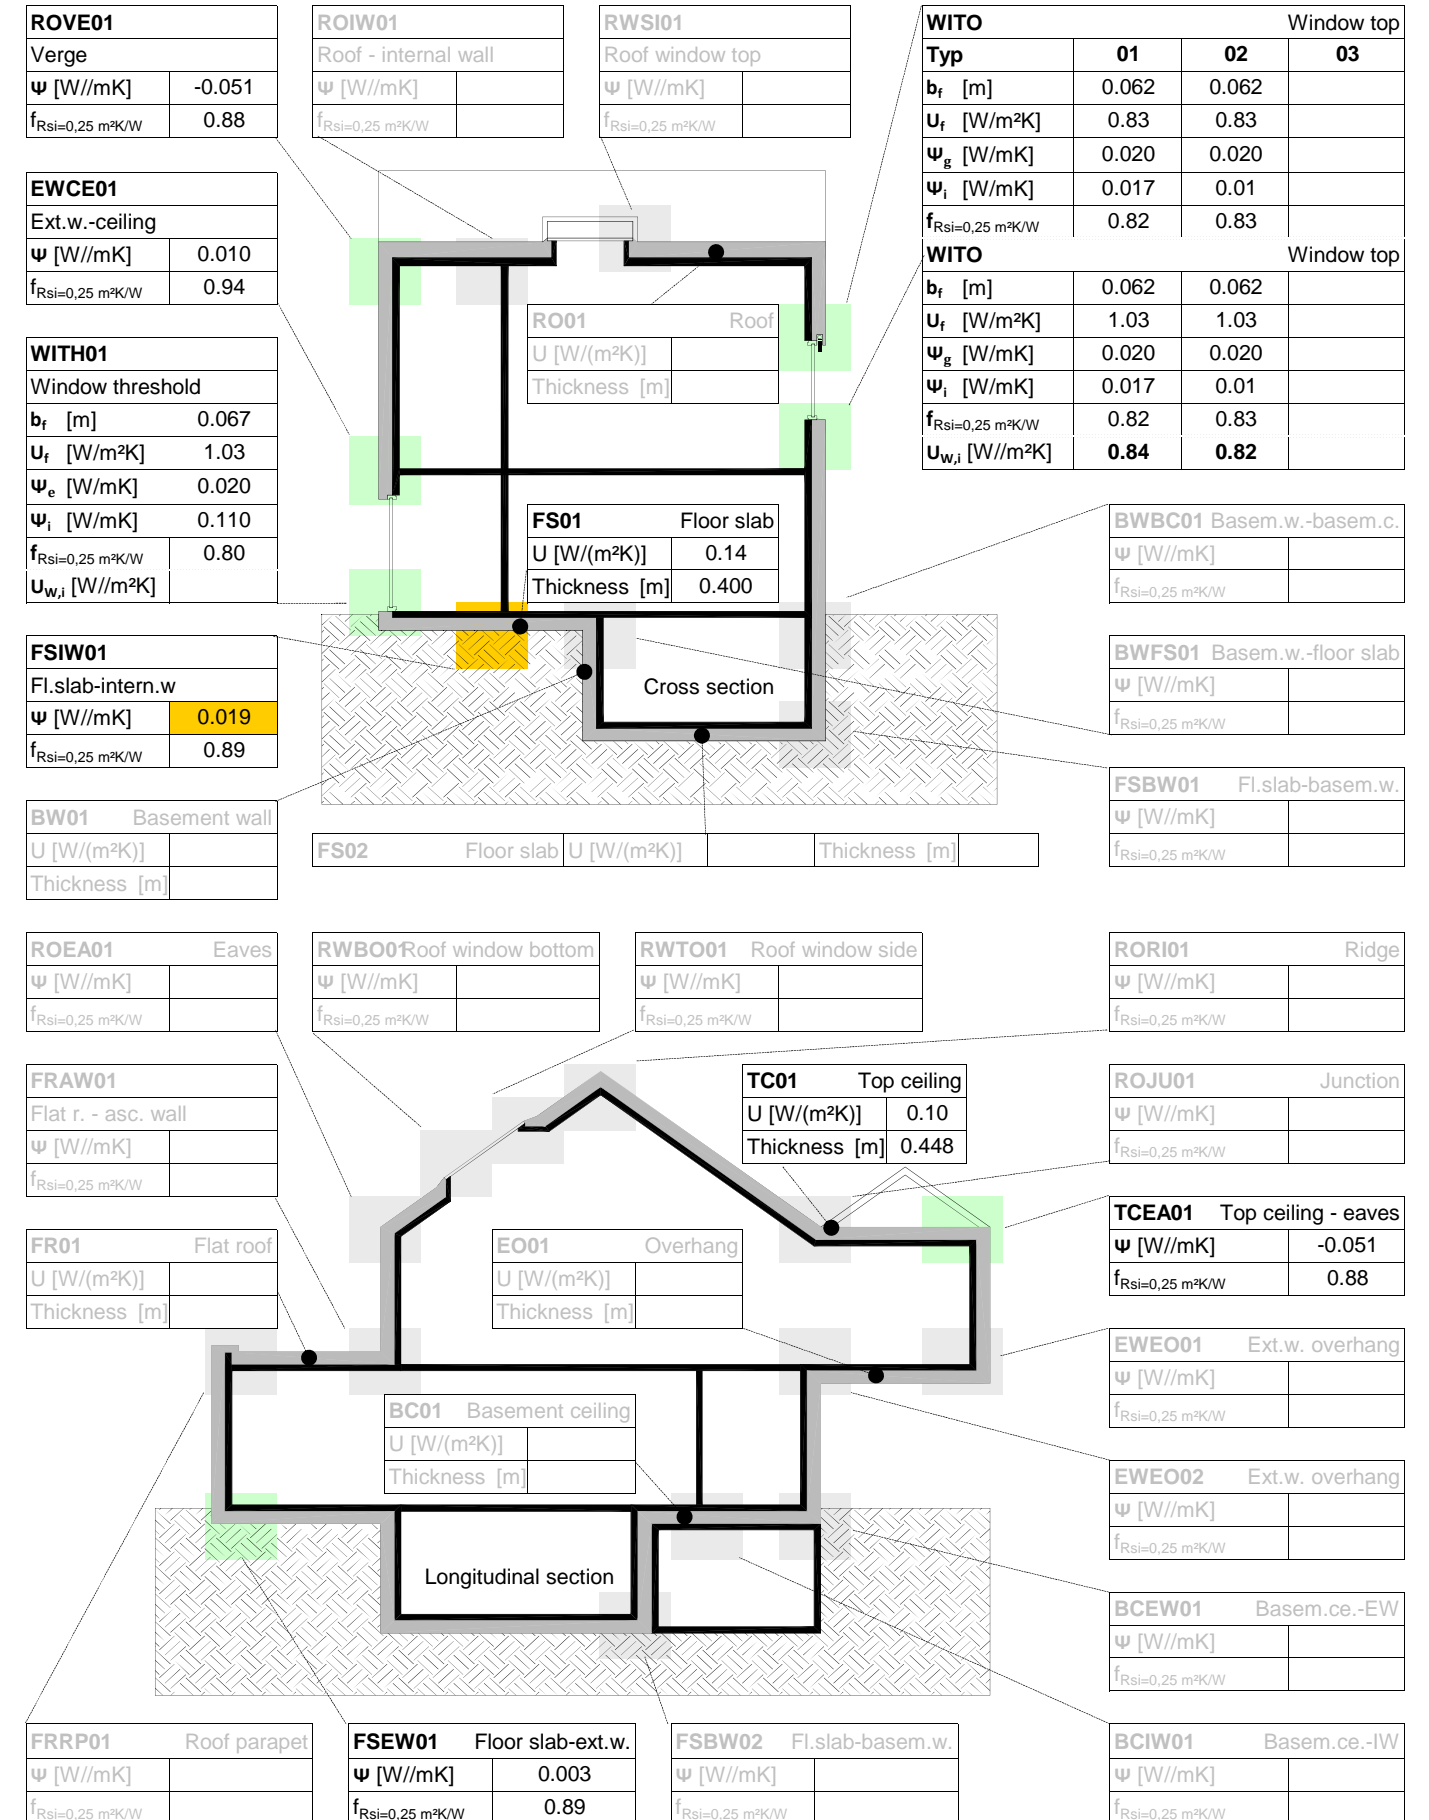 ROVE01
Verge
Ψ [W//mK] -0.051
fRsi=0,25 m²K/W 0.88
ROIW01
Roof - internal wall
Ψ [W//mK]
fRsi=0,25 m²K/W
RWSI01
Roof window top
Ψ [W//mK]
fRsi=0,25 m²K/W
WITO Window top
Typ 01 02 03
bf [m] 0.062 0.062
Uf [W/m²K] 0.83 0.83
Ψg [W/mK] 0.020 0.020
Ψi [W/mK] 0.017 0.01
fRsi=0,25 m²K/W 0.82 0.83
WITO Window top
bf [m] 0.062 0.062
Uf [W/m²K] 1.03 1.03
Ψg [W/mK] 0.020 0.020
Ψi [W/mK] 0.017 0.01
fRsi=0,25 m²K/W 0.82 0.83
UW,i [W//m²K] 0.84 0.82
EWCE01
Ext.w.-ceiling
Ψ [W//mK] 0.010
fRsi=0,25 m²K/W 0.94
RO01 Roof
U [W/(m²K)]
Thickness [m]
WITH01
Window threshold
bf [m] 0.067
Uf [W/m²K] 1.03
Ψe [W/mK] 0.020
Ψi [W/mK] 0.110
fRsi=0,25 m²K/W 0.80
UW,i [W//m²K]
FS01 Floor slab
U [W/(m²K)] 0.14
Thickness [m] 0.400
BWBC01 Basem.w.-basem.c.
Ψ [W//mK]
fRsi=0,25 m²K/W
FSIW01
Fl.slab-intern.w
Ψ [W//mK] 0.019
fRsi=0,25 m²K/W 0.89
Cross section
BWFS01 Basem.w.-floor slab
Ψ [W//mK]
fRsi=0,25 m²K/W
FSBW01 Fl.slab-basem.w.
Ψ [W//mK]
fRsi=0,25 m²K/W
BW01 Basement wall
U [W/(m²K)]
Thickness [m]
FS02 Floor slab U [W/(m²K)] Thickness [m]
ROEA01 Eaves
Ψ [W//mK]
fRsi=0,25 m²K/W
RWBO01 Roof window bottom
Ψ [W//mK]
fRsi=0,25 m²K/W
RWTO01 Roof window side
Ψ [W//mK]
fRsi=0,25 m²K/W
RORI01 Ridge
Ψ [W//mK]
fRsi=0,25 m²K/W
FRAW01
Flat r. - asc. wall
Ψ [W//mK]
fRsi=0,25 m²K/W
TC01 Top ceiling
U [W/(m²K)] 0.10
Thickness [m] 0.448
ROJU01 Junction
Ψ [W//mK]
fRsi=0,25 m²K/W
TCEA01 Top ceiling - eaves
Ψ [W//mK] -0.051
fRsi=0,25 m²K/W 0.88
FR01 Flat roof
U [W/(m²K)]
Thickness [m]
EO01 Overhang
U [W/(m²K)]
Thickness [m]
EWEO01 Ext.w. overhang
Ψ [W//mK]
fRsi=0,25 m²K/W
BC01 Basement ceiling
U [W/(m²K)]
Thickness [m]
EWEO02 Ext.w. overhang
Ψ [W//mK]
fRsi=0,25 m²K/W
Longitudinal section
BCEW01 Basem.ce.-EW
Ψ [W//mK]
fRsi=0,25 m²K/W
FRRP01 Roof parapet
Ψ [W//mK]
fRsi=0,25 m²K/W
FSEW01 Floor slab-ext.w.
Ψ [W//mK] 0.003
fRsi=0,25 m²K/W 0.89
FSBW02 Fl.slab-basem.w.
Ψ [W//mK]
fRsi=0,25 m²K/W
BCIW01 Basem.ce.-IW
Ψ [W//mK]
fRsi=0,25 m²K/W